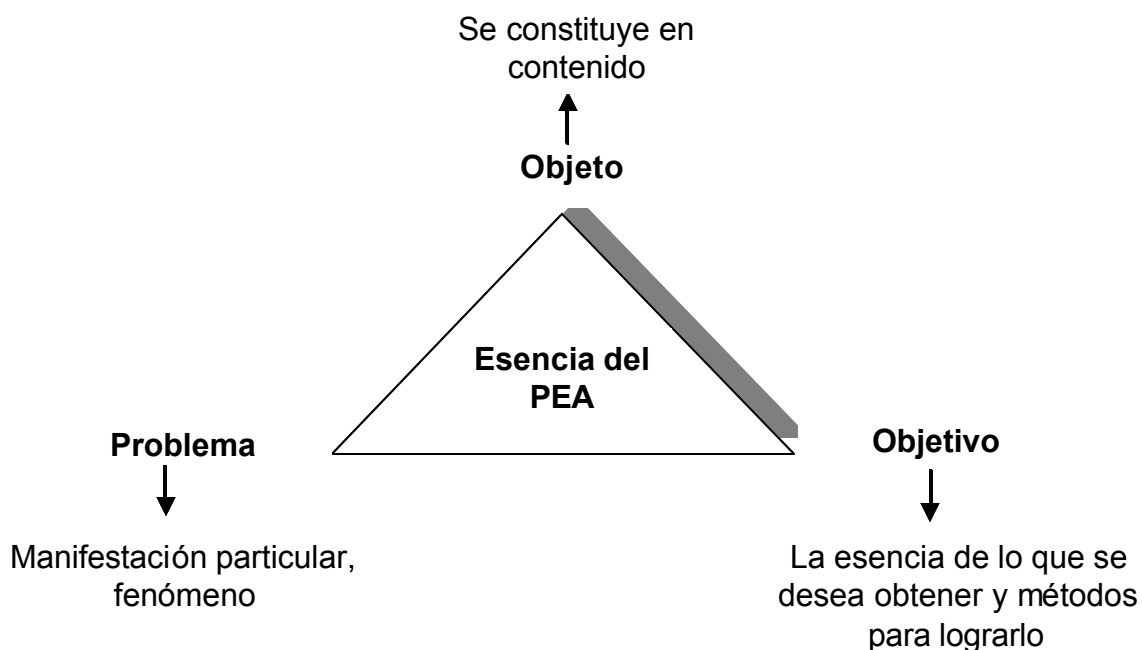 Se constituye en
contenido
Objeto
Esencia del
PEA
Problema
Objetivo
Manifestación particular,
fenómeno
La esencia de lo que se
desea obtener y métodos
para lograrlo